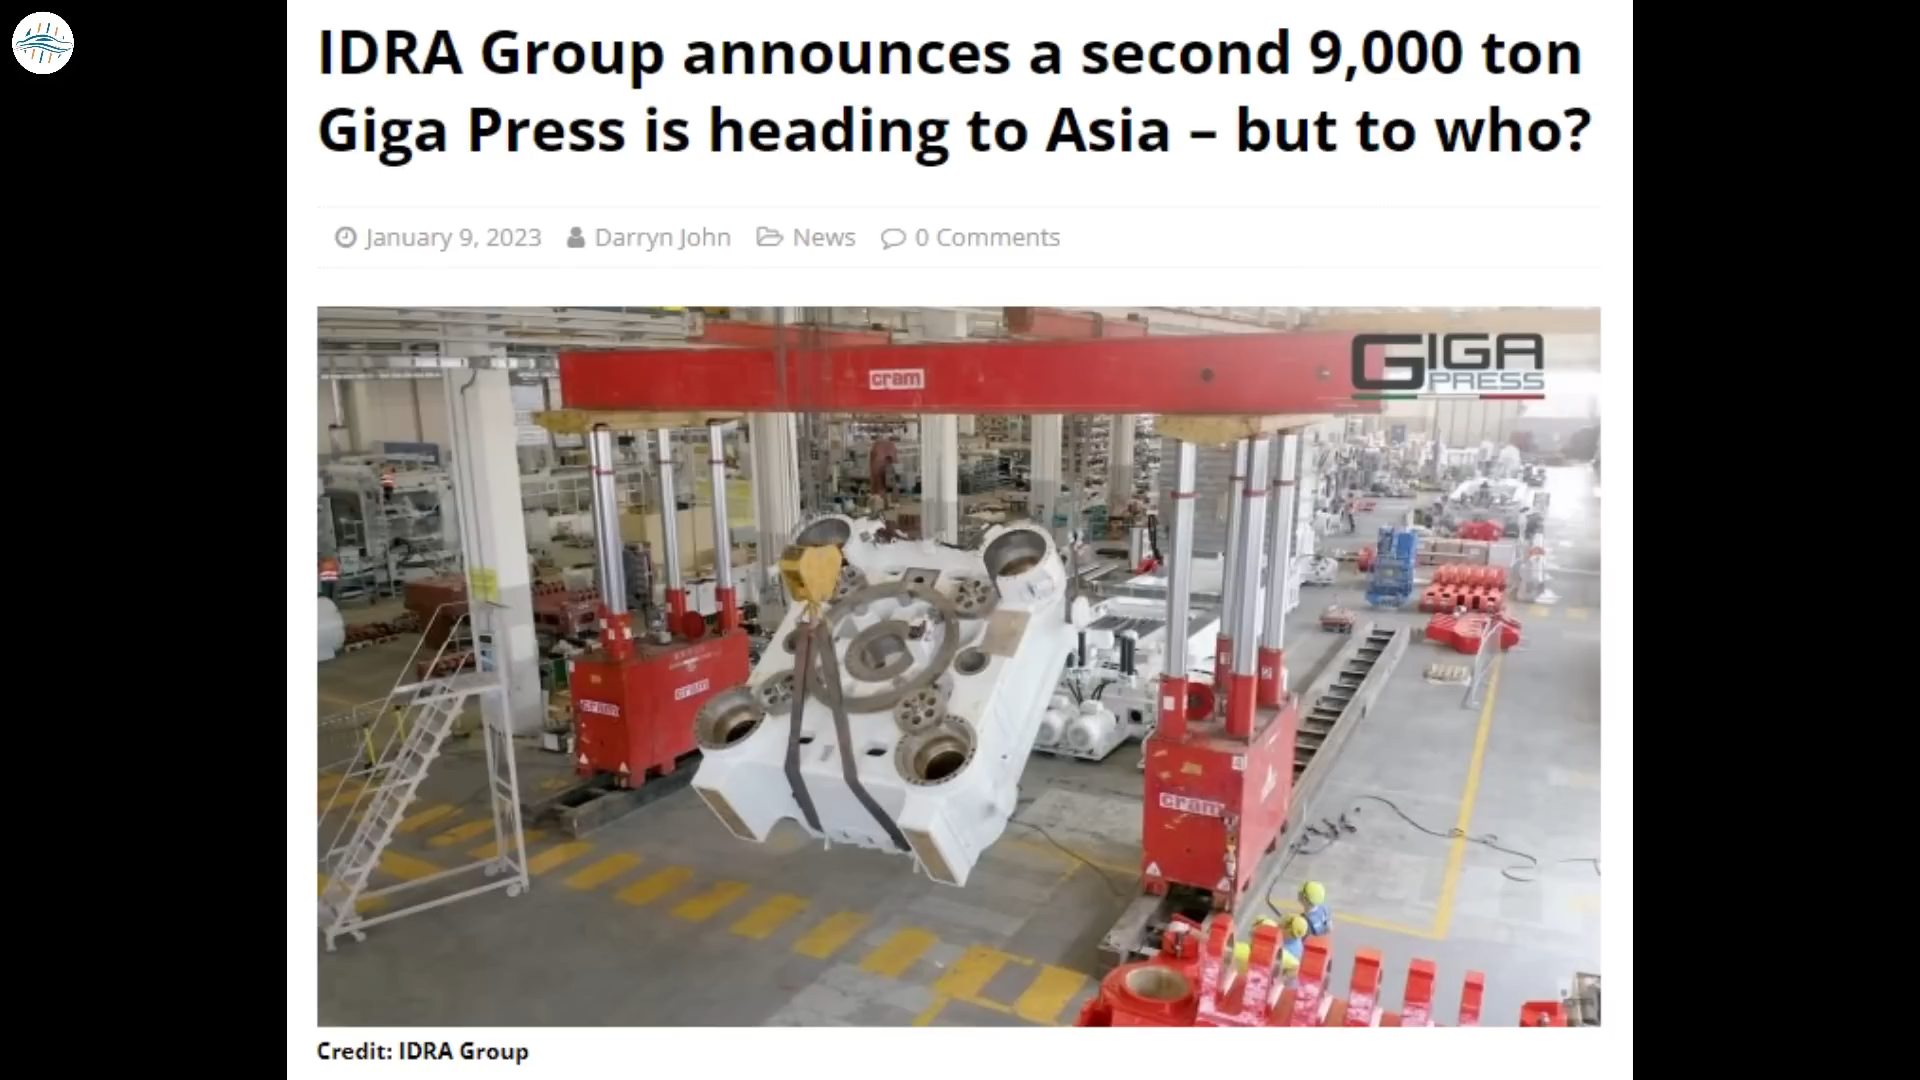 IDRA Group announces a second 9,000 ton
Giga Press is heading to Asia – but to who?
January 9, 2023 Darryn John News 0 Comments
GIGA
PRESS
cram
cram
cram
cram
Credit: IDRA Group